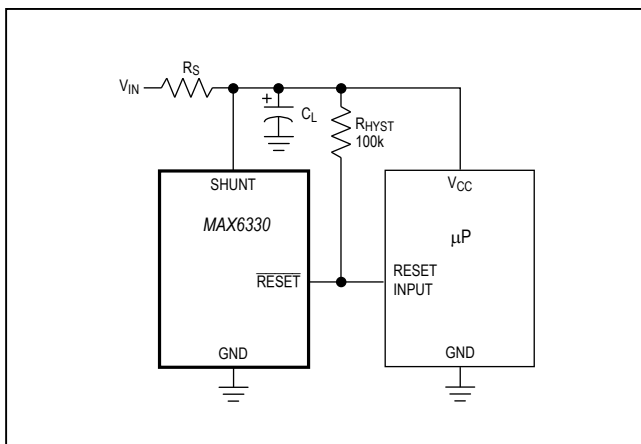 RS
VIN
+
CL
RHYST
100k
SHUNT
VCC
MAX6330
μP
RESET
RESET
INPUT
GND
GND